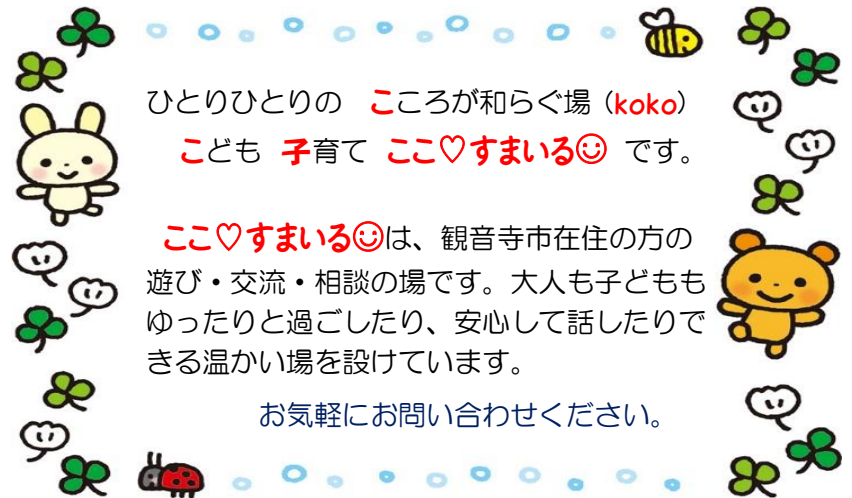 ひとりひとりの　こころが和らぐ場（koko）
こども　子育て　ここ♡すまいる☺　です。
ここ♡すまいる☺は、観音寺市在住の方の
遊び・交流・相談の場です。大人も子どもも
ゆったりと過ごしたり、安心して話したりで
きる温かい場を設けています。
お気軽にお問い合わせください。